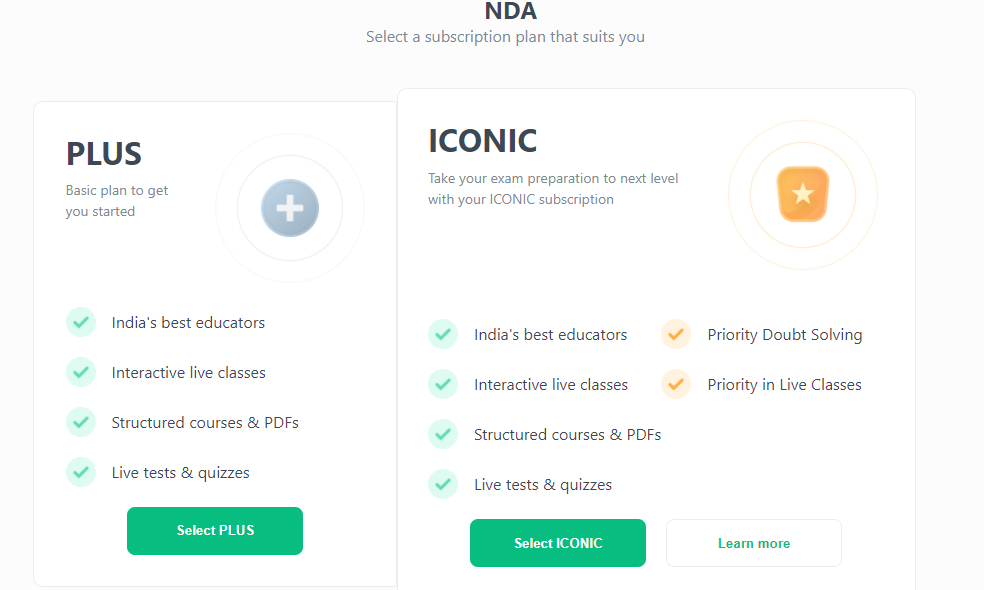 NDA
Select a subscription plan that suits you
PLUS
Basic plan to get
you started
India's best educators
Interactive live classes
Structured courses & PDFs
Live tests & quizzes
Select PLUS
ICONIC
Take your exam preparation to next level
with your ICONIC subscription
India's best educators
Interactive live classes
Structured courses & PDFs
Live tests & quizzes
Priority Doubt Solving
Priority in Live Classes
Select ICONIC
Learn more